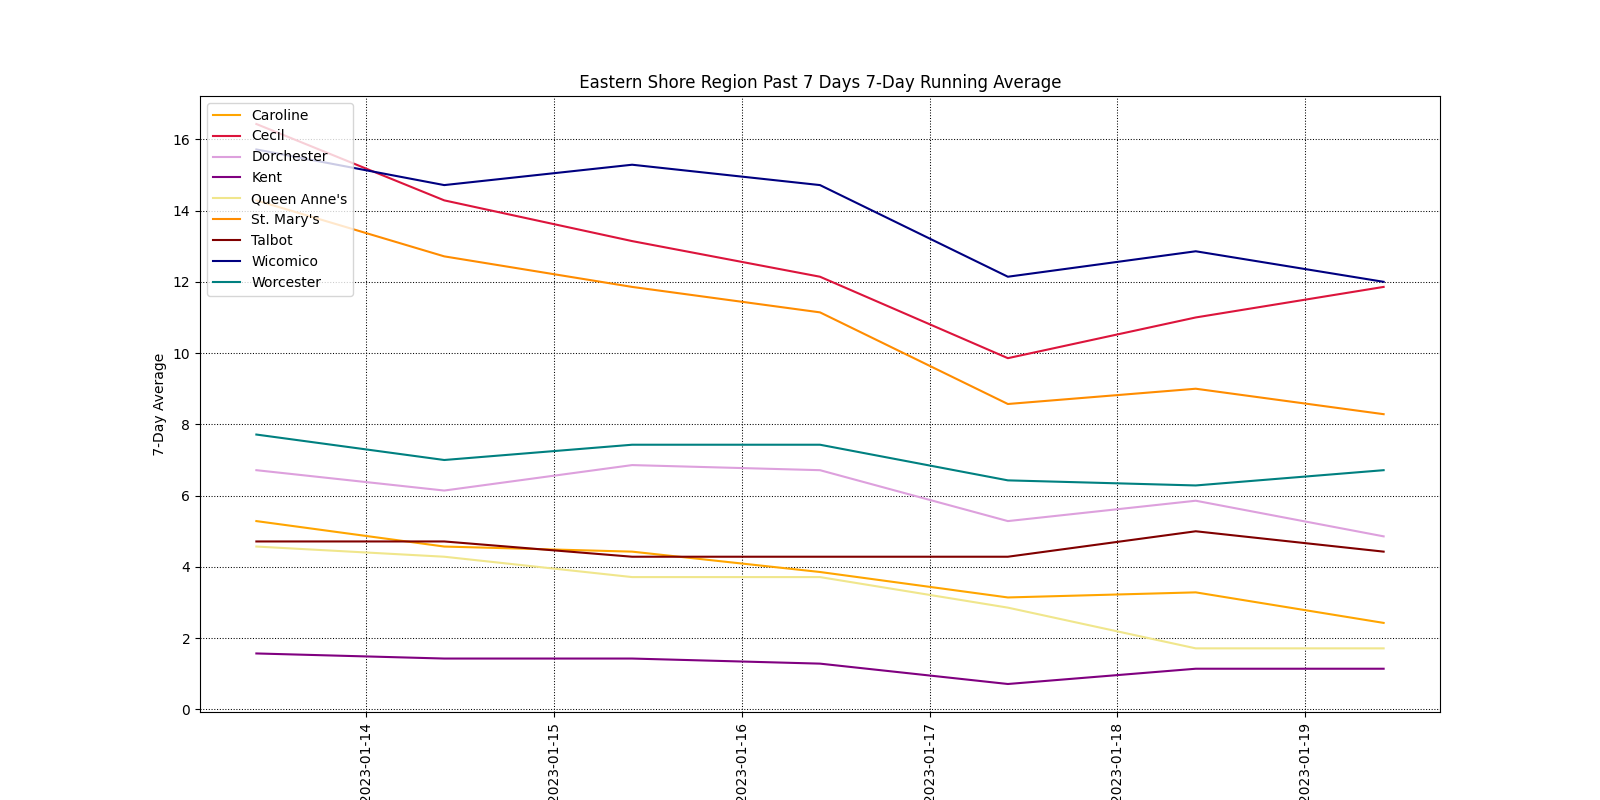 Eastern Shore Region Past 7 Days 7-Day Running Average
Caroline
Cecil
Dorchester
Kent
Queen Anne's
St. Mary's
Talbot
Wicomico
Worcester
7-Day Average
16
14
12
10
8
6
4
2
0
2023-01-14
2023-01-15
2023-01-16
2023-01-17
2023-01-18
2023-01-19